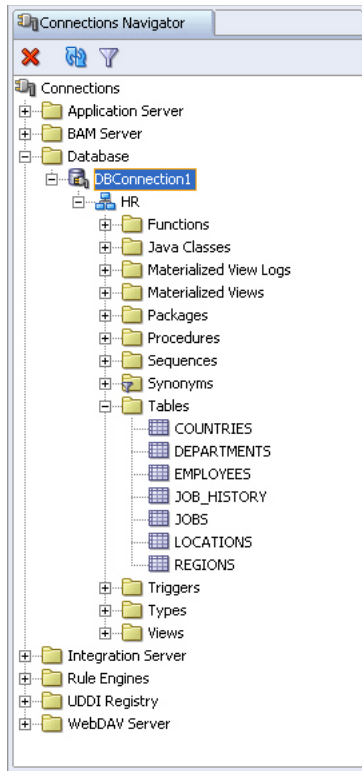 Connections Navigator
Connections
Application Server
BAM Server
Database
DBConnection1
HR
Functions
Java Classes
Materialized View Logs
Materialized Views
Packages
Procedures
Sequences
Synonyms
Tables
COUNTRIES
DEPARTMENTS
EMPLOYEES
JOB_HISTORY
JOBS
LOCATIONS
REGIONS
Triggers
Types
Views
Integration Server
Rule Engines
UDDI Registry
WebDAV Server